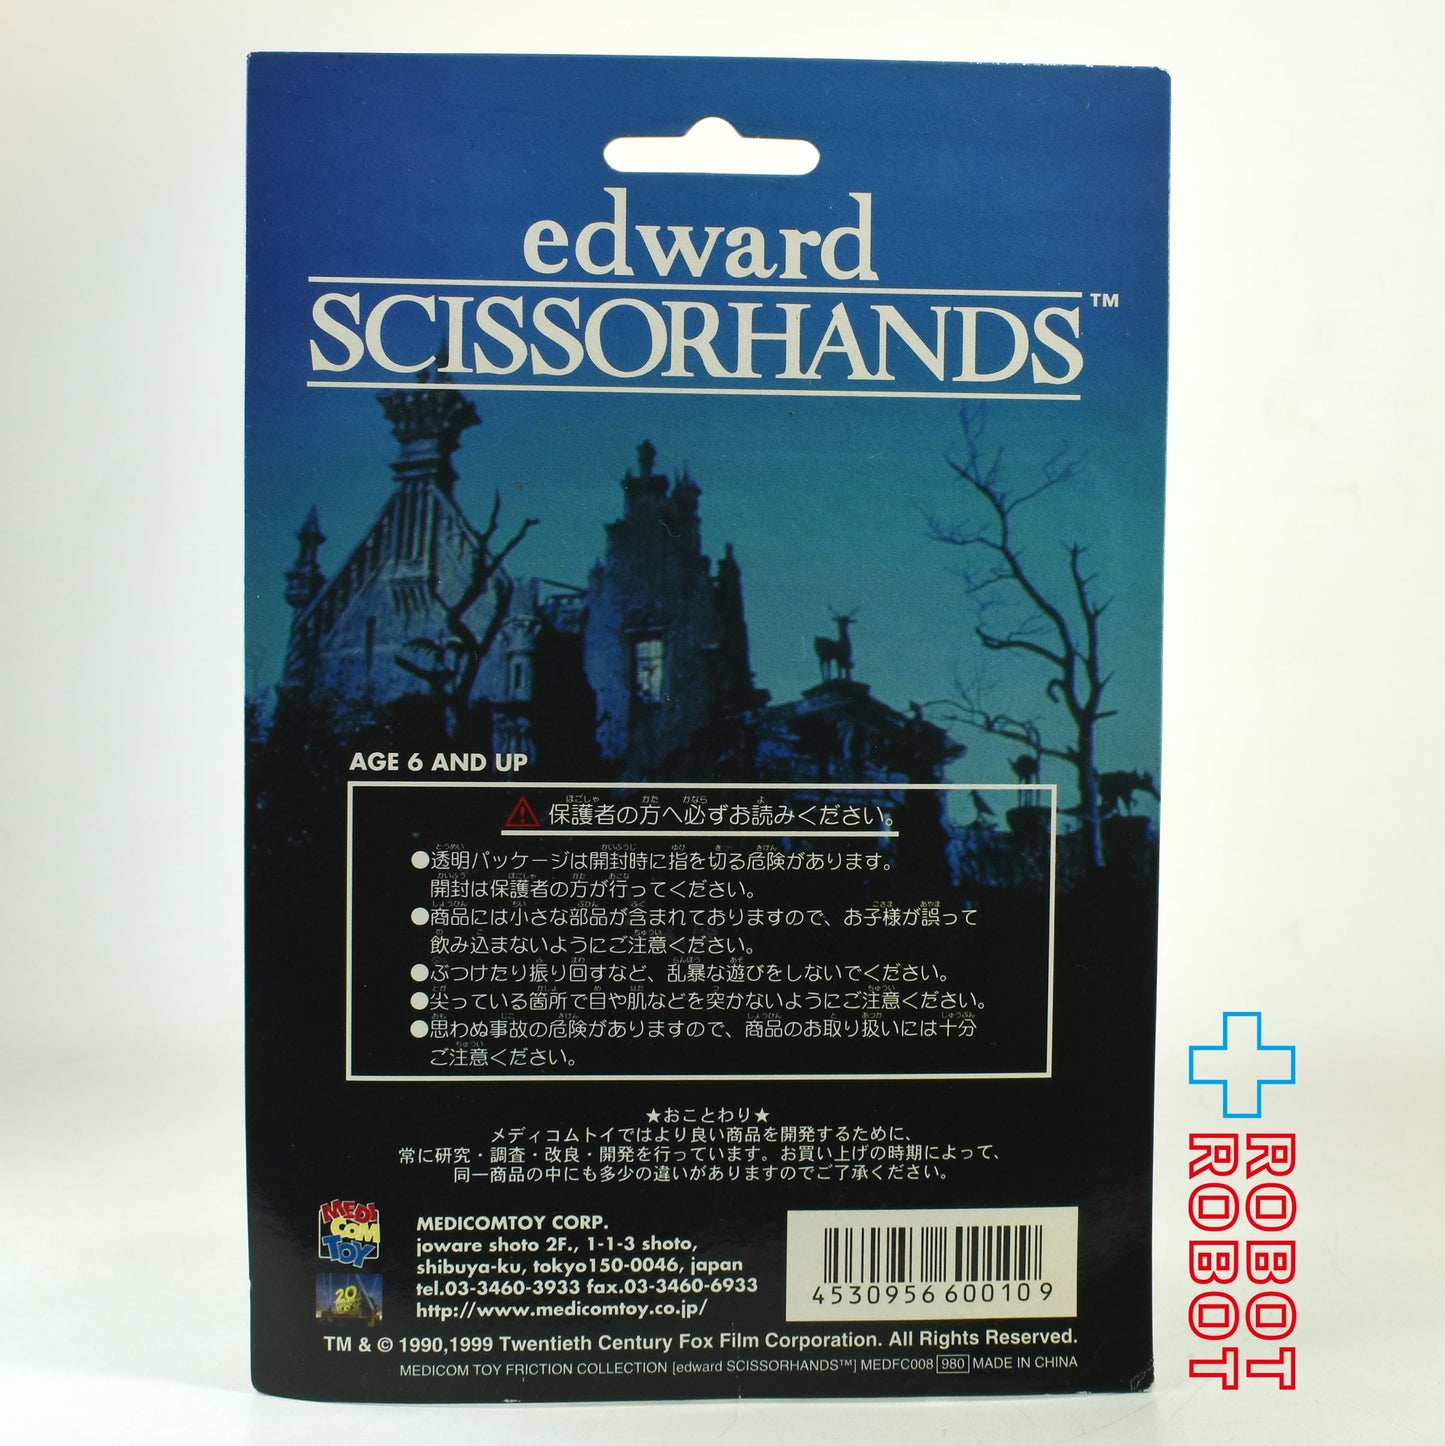 edward
SCISSORHANDS™
AGE 6 AND UP
保護者の方へ必ずお読みください。
●透明パッケージは開封時に指を切る危険があります。
開封は保護者の方が行ってください。
●商品には小さな部品が含まれておりますので、お子様が誤って
飲み込まないようにご注意ください。
●ぶつけたり振り回すなど、乱暴な遊びをしないでください。
●尖っている箇所で目や肌などを突かないようにご注意ください。
●思わぬ事故の危険がありますので、商品のお取り扱いには十分
ご注意ください。
★おことわり★
メディコムトイではより良い商品を開発するために、
常に研究・調査・改良・開発を行っています。お買い上げの時期によって、
同一商品の中にも多少の違いがありますのでご了承ください。
MEDI
COM
TOY
20
MEDICOMTOY CORP.
joware shoto 2F., 1-1-3 shoto,
shibuya-ku, tokyo150-0046, japan
tel.03-3460-3933 fax.03-3460-6933
http://www.medicomtoy.co.jp/
4530956600109
TM & © 1990,1999 Twentieth Century Fox Film Corporation. All Rights Reserved.
MEDICOM TOY FRICTION COLLECTION [edward SCISSORHANDS™] MEDFC008 980 MADE IN CHINA
ROBOT
ROBOT